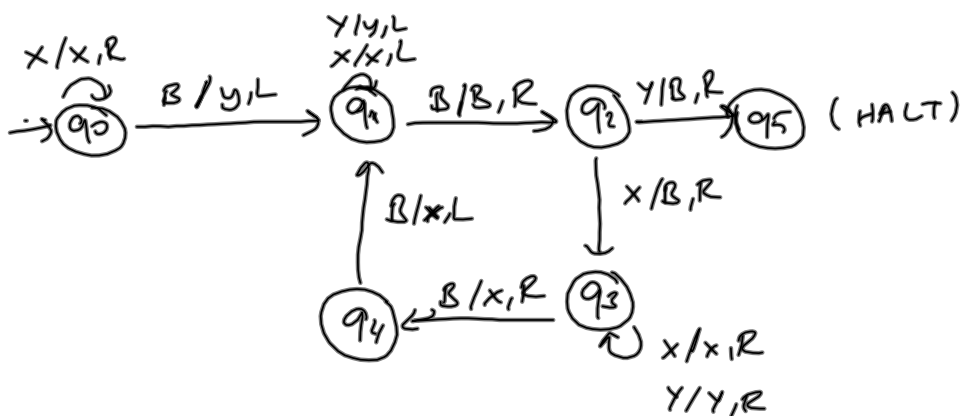 Y/y,L
X/x,R
x/x,L
B/y,L
B/B,R
Y/B,R
q0
q1
q2
q5
(HALT)
B/x,L
X/B,R
q4
B/x,R
q3
x/x,R
Y/Y,R